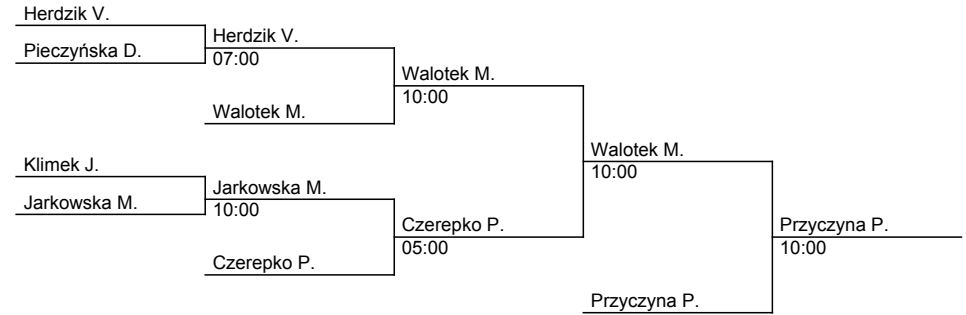 Herdzik V.
Pieczyńska D.
Herdzik V.
07:00
Walotek M.
Walotek M.
10:00
Klimek J.
Jarkowska M.
Jarkowska M.
10:00
Czerepko P.
Czerepko P.
05:00
Walotek M.
10:00
Przyczyna P.
Przyczyna P.
10:00